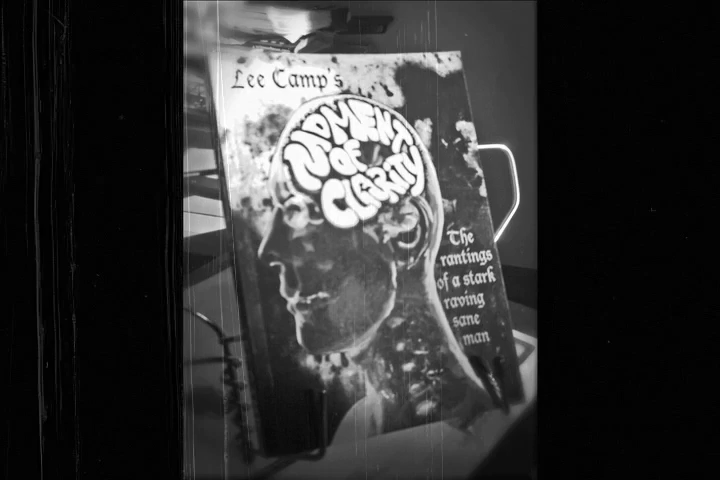 Lee Camp's
MOMENT
OF
CLARITY
The
rantings
of a stark
raving
sane
man